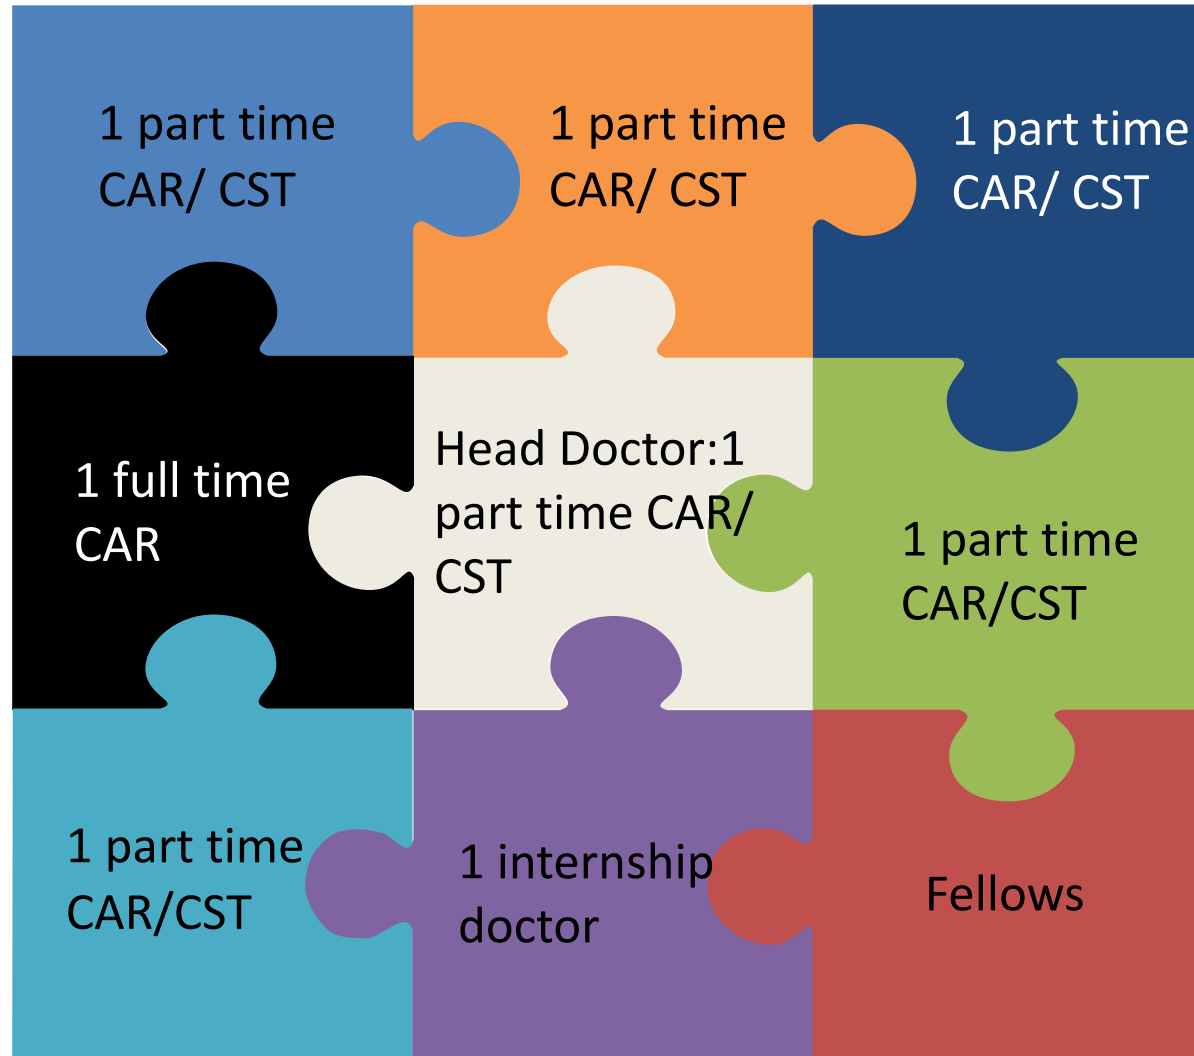 1 part time
CAR/ CST
1 part time
CAR/ CST
1 part time
CAR/ CST
1 full time
CAR
Head Doctor:1
part time CAR/
CST
1 part time
CAR/CST
1 part time
CAR/CST
1 internship
doctor
Fellows